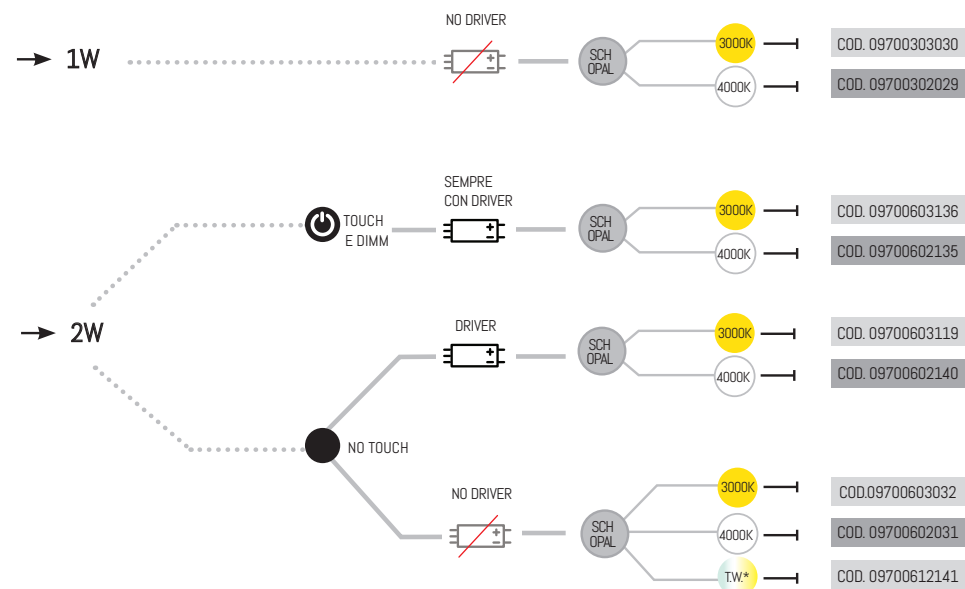 NO DRIVER
1W
SCH
OPAL
3000K
COD. 09700303030
4000K
COD. 09700302029
SEMPRE
CON DRIVER
TOUCH
E DIMM
SCH
OPAL
3000K
COD. 09700603136
4000K
COD. 09700602135
2W
DRIVER
SCH
OPAL
3000K
COD. 09700603119
4000K
COD. 09700602140
NO TOUCH
NO DRIVER
SCH
OPAL
3000K
COD.09700603032
4000K
COD. 09700602031
T.W.*
COD. 09700612141